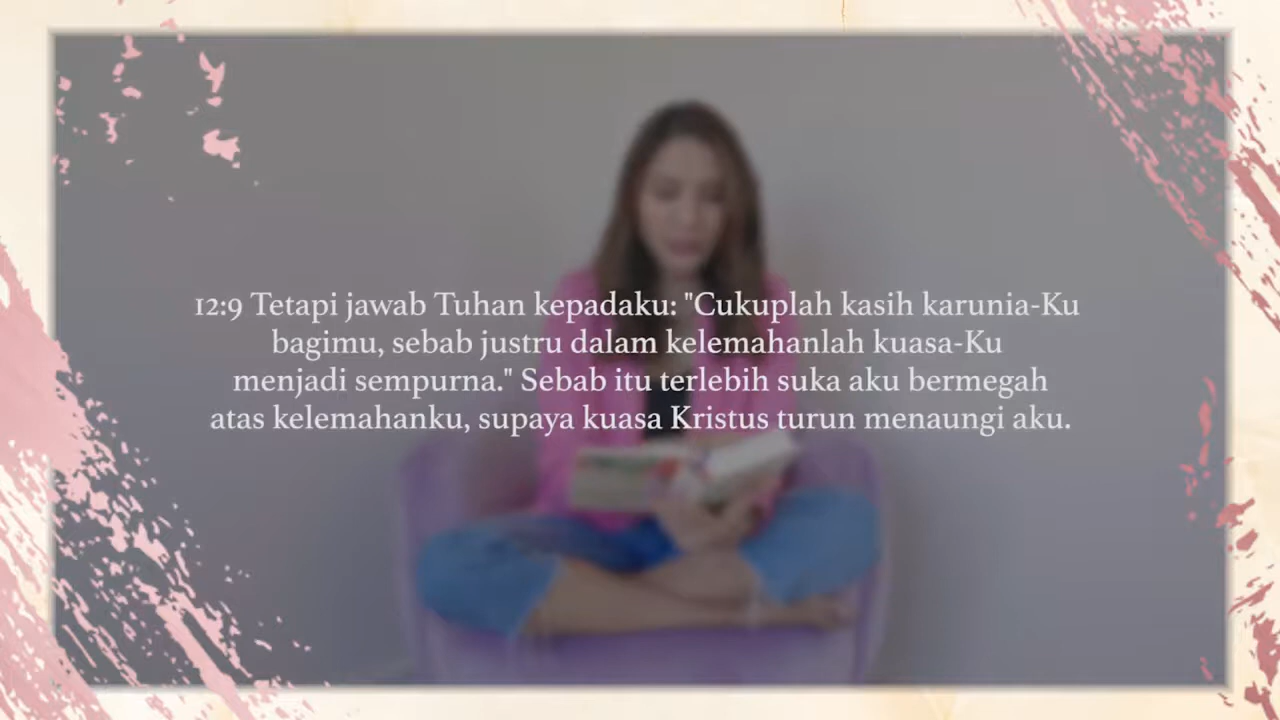 12:9 Tetapi jawab Tuhan kepadaku: "Cukuplah kasih karunia-Ku
bagimu, sebab justru dalam kelemahanlah kuasa-Ku
menjadi sempurna." Sebab itu terlebih suka aku bermegah
atas kelemahanku, supaya kuasa Kristus turun menaungi aku.